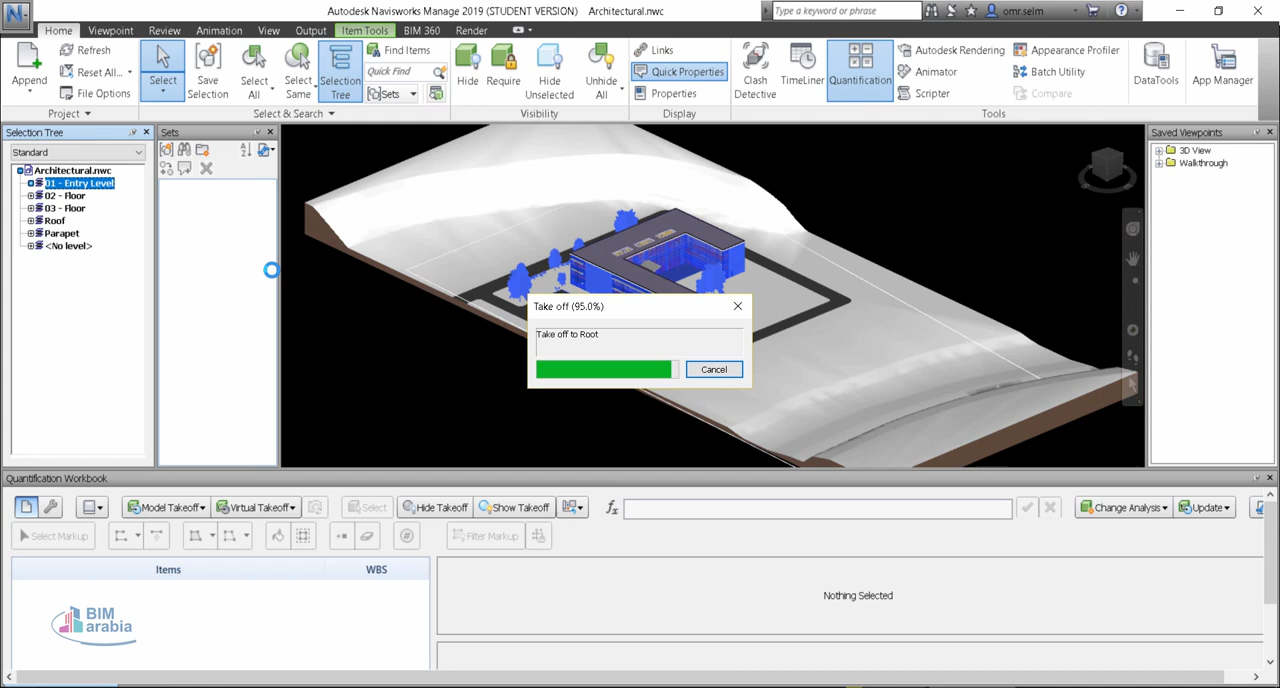 Autodesk Navisworks Manage 2019 (STUDENT VERSION) Architectural.nwc
Type a keyword or phrase
omr.selm
Home Viewpoint Review Animation View Output Item Tools BIM 360 Render
Append
Refresh
Reset All...
File Options
Project
Select
Save Selection
Select All
Select Same
Selection Tree
Find Items
Quick Find
Sets
Select & Search
Hide
Require
Hide Unselected
Unhide All
Visibility
Links
Quick Properties
Properties
Display
Clash Detective
TimeLiner
Quantification
Autodesk Rendering
Animator
Scripter
Appearance Profiler
Batch Utility
Compare
DataTools
App Manager
Tools
Selection Tree
Standard
Architectural.nwc
01 - Entry Level
02 - Floor
03 - Floor
Roof
Parapet
<No level>
Sets
Take off (95.0%)
Take off to Root
Cancel
Saved Viewpoints
3D View
Walkthrough
Quantification Workbook
Model Takeoff Virtual Takeoff Select Hide Takeoff Show Takeoff fx Change Analysis Update
Select Markup Filter Markup
Items WBS
Nothing Selected
BIM
arabia